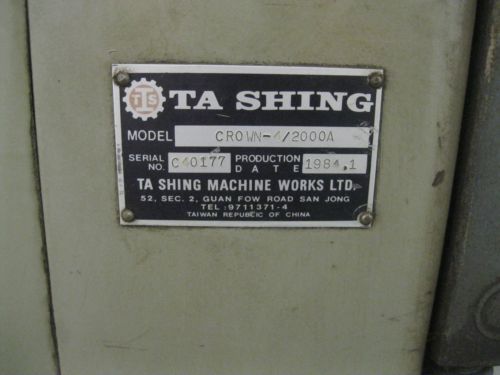 TS TA SHING
MODEL CROWN-4/2000A
SERIAL NO. C40177 PRODUCTION DATE 1984,1
TA SHING MACHINE WORKS LTD.
52, SEC. 2, GUAN FOW ROAD SAN JONG
TEL:9711371-4
TAIWAN REPUBLIC OF CHINA